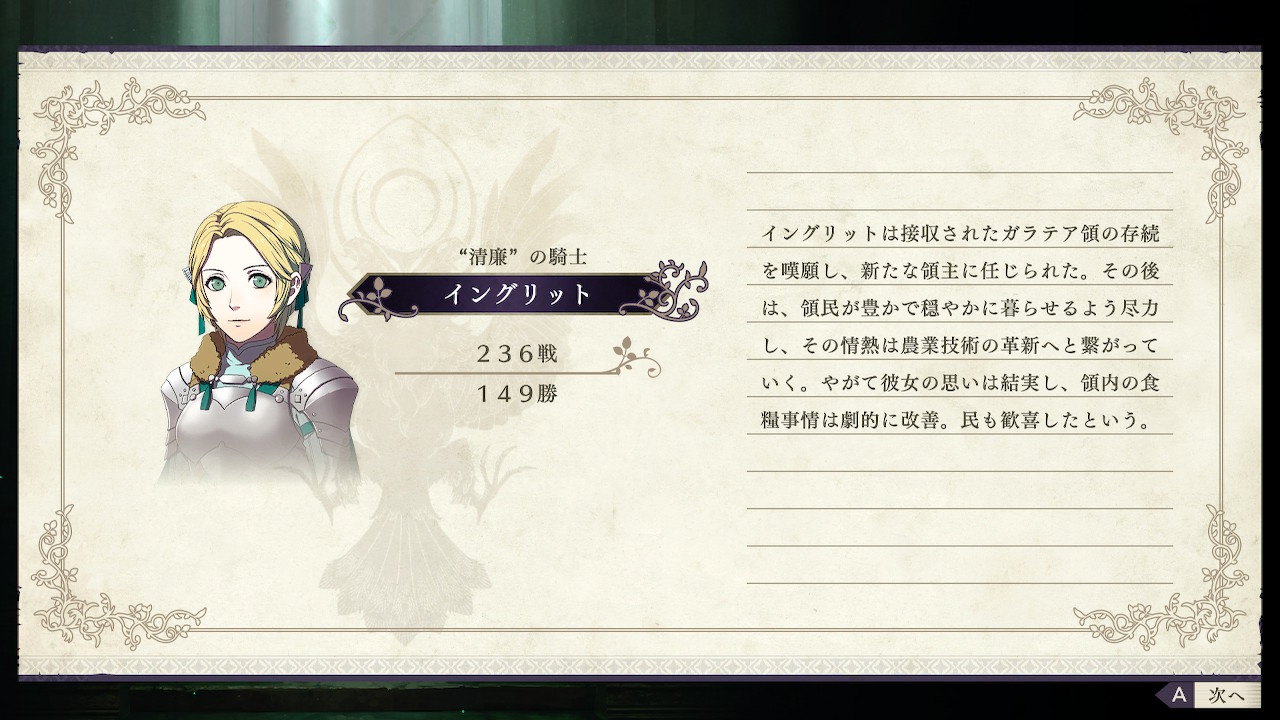 “清廉”の騎士
イングリット
236戦
149勝
イングリットは接収されたガラテア領の存続
を嘆願し、新たな領主に任じられた。その後
は、領民が豊かで穏やかに暮らせるよう尽力
し、その情熱は農業技術の革新へと繋がって
いく。やがて彼女の思いは結実し、領内の食
糧事情は劇的に改善。民も歓喜したという。
A 次へ